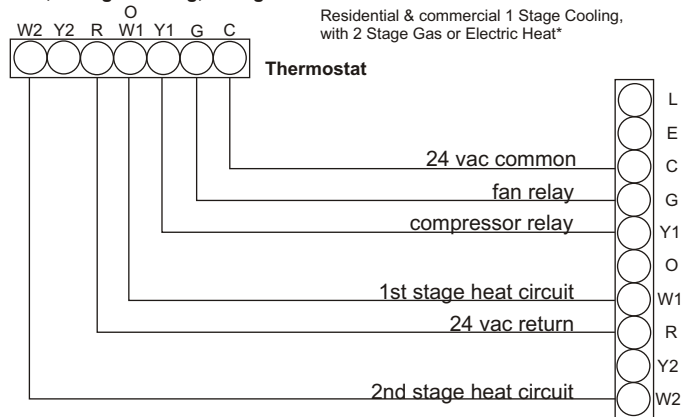 O
W2 Y2 R W1 Y1 G C
Residential & commercial 1 Stage Cooling,
with 2 Stage Gas or Electric Heat*
Thermostat
L
E
24 vac common C
fan relay G
compressor relay Y1
O
1st stage heat circuit W1
24 vac return R
Y2
2nd stage heat circuit W2